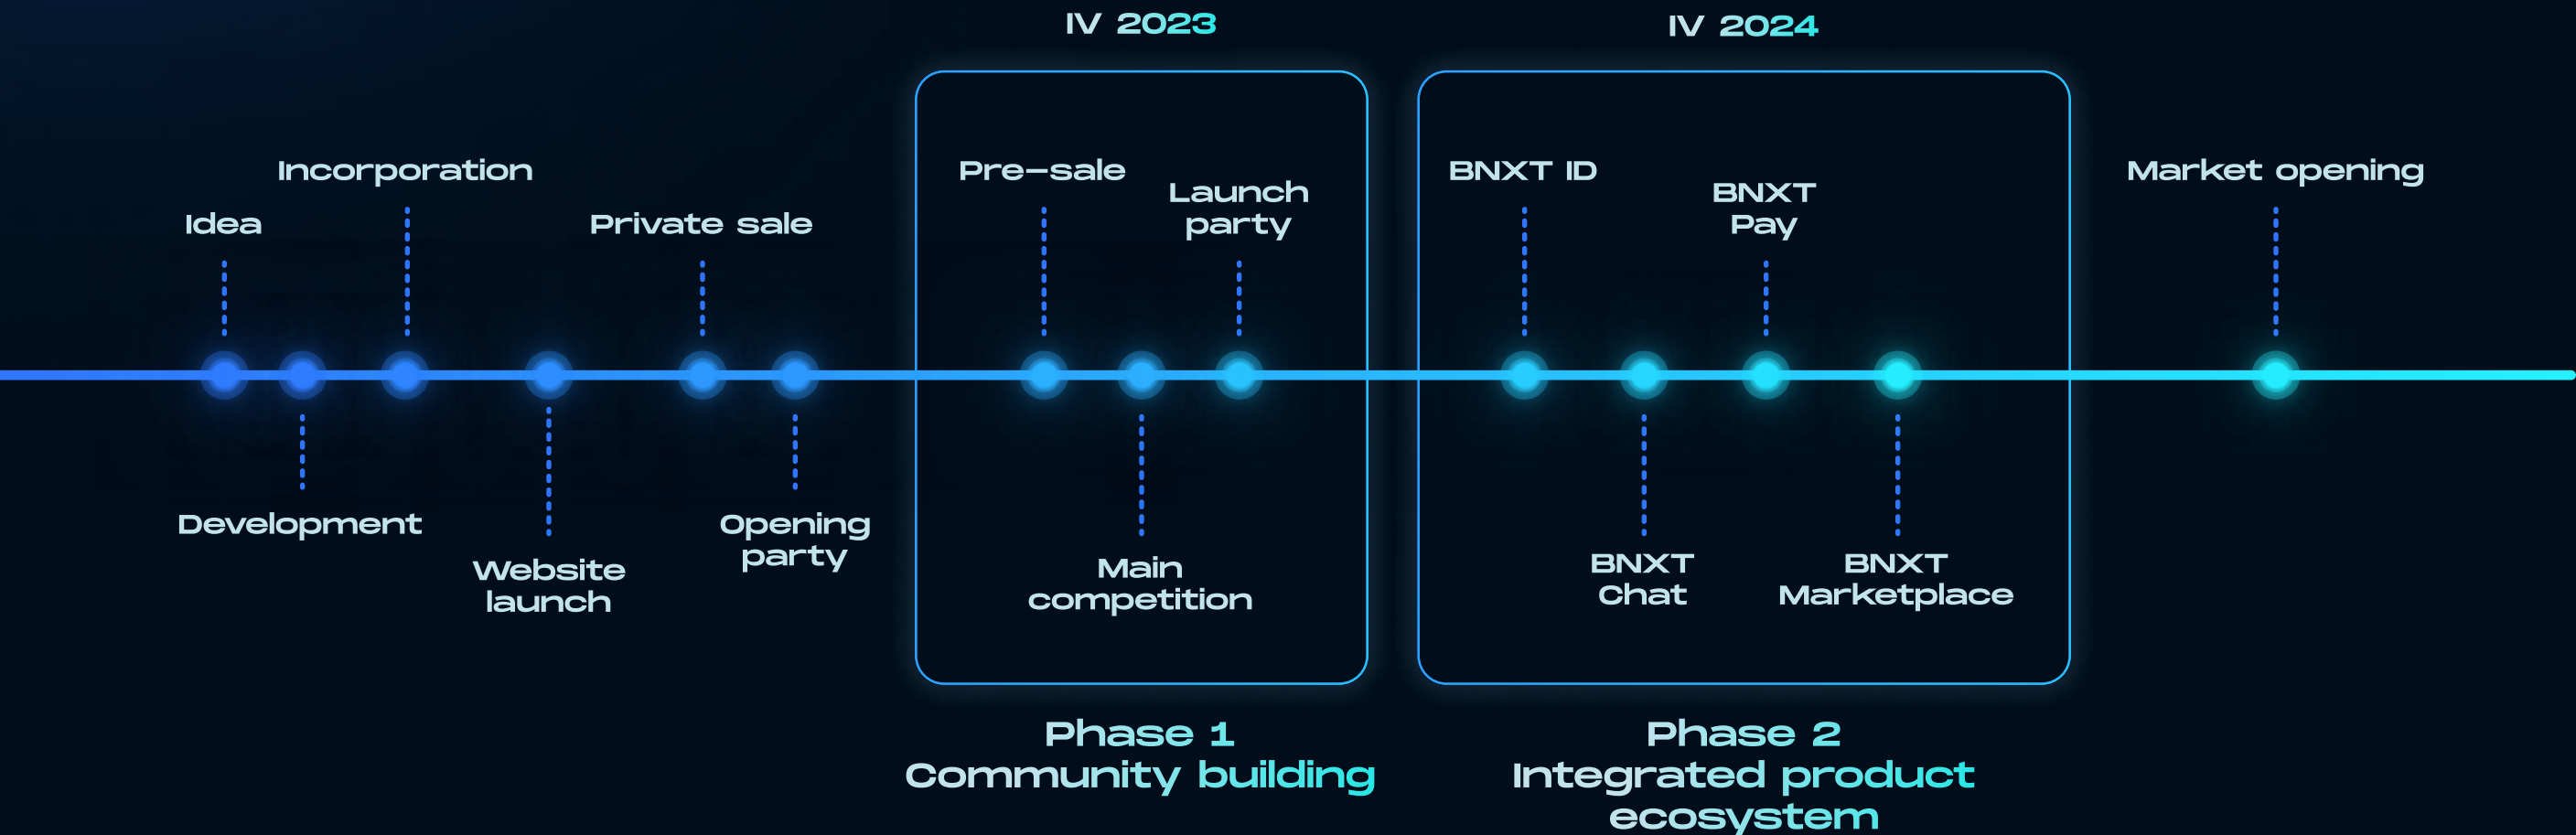 IV 2023
IV 2024
Incorporation
Idea
Private sale
Pre-sale
Launch
party
BNXT ID
BNXT
Pay
Market opening
Development
Website
launch
Opening
party
Main
competition
BNXT
Chat
BNXT
Marketplace
Phase 1
Community building
Phase 2
Integrated product
ecosystem